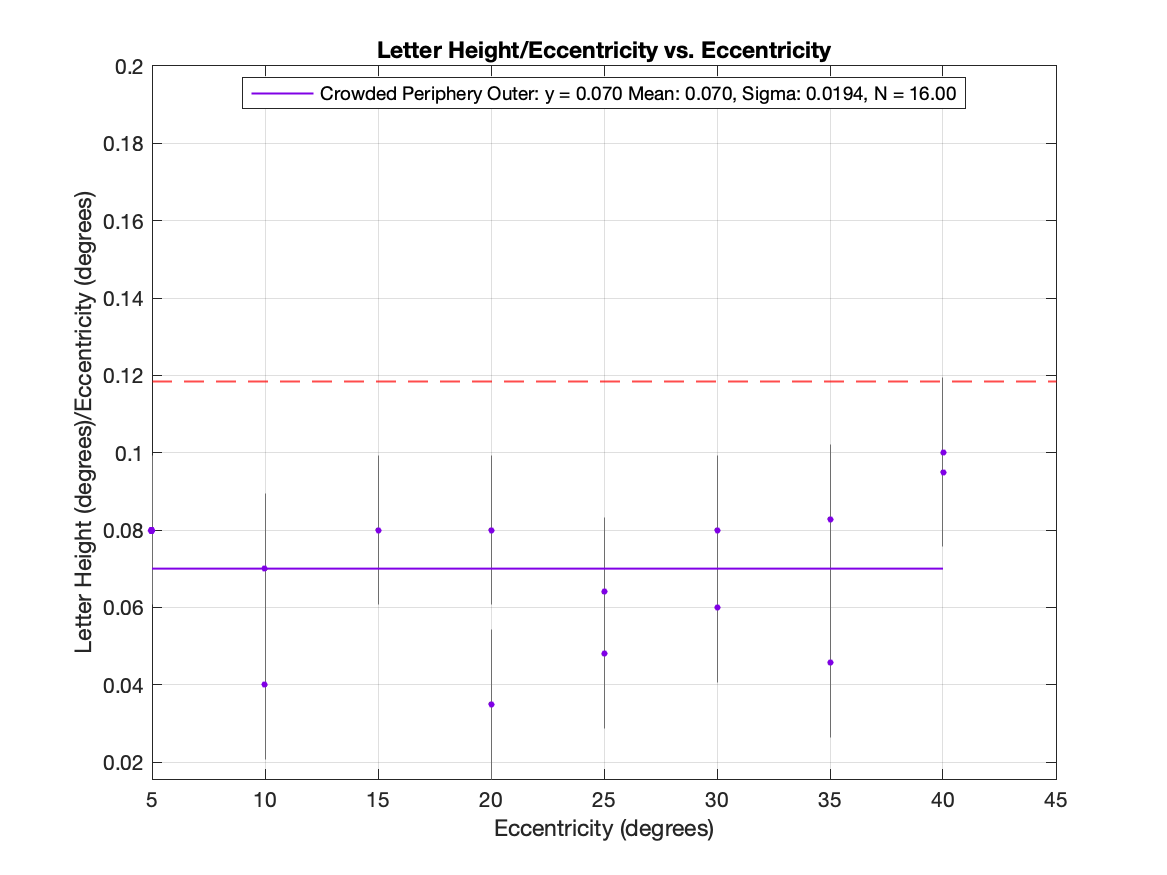 Letter Height/Eccentricity vs. Eccentricity
Crowded Periphery Outer: y = 0.070 Mean: 0.070, Sigma: 0.0194, N = 16.00
Letter Height (degrees)/Eccentricity (degrees)
0.2
0.18
0.16
0.14
0.12
0.1
0.08
0.06
0.04
0.02
5 10 15 20 25 30 35 40 45
Eccentricity (degrees)